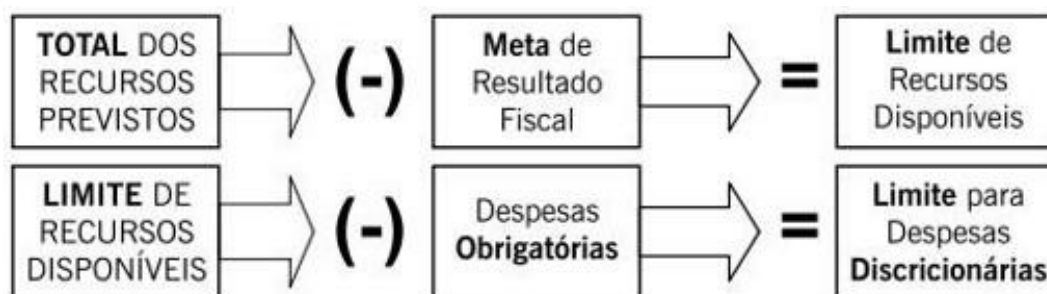 TOTAL DOS
RECURSOS
PREVISTOS
(-)
Meta de
Resultado
Fiscal
=
Limite de
Recursos
Disponíveis
LIMITE DE
RECURSOS
DISPONÍVEIS
(-)
Despesas
Obrigatórias
=
Limite para
Despesas
Discricionárias